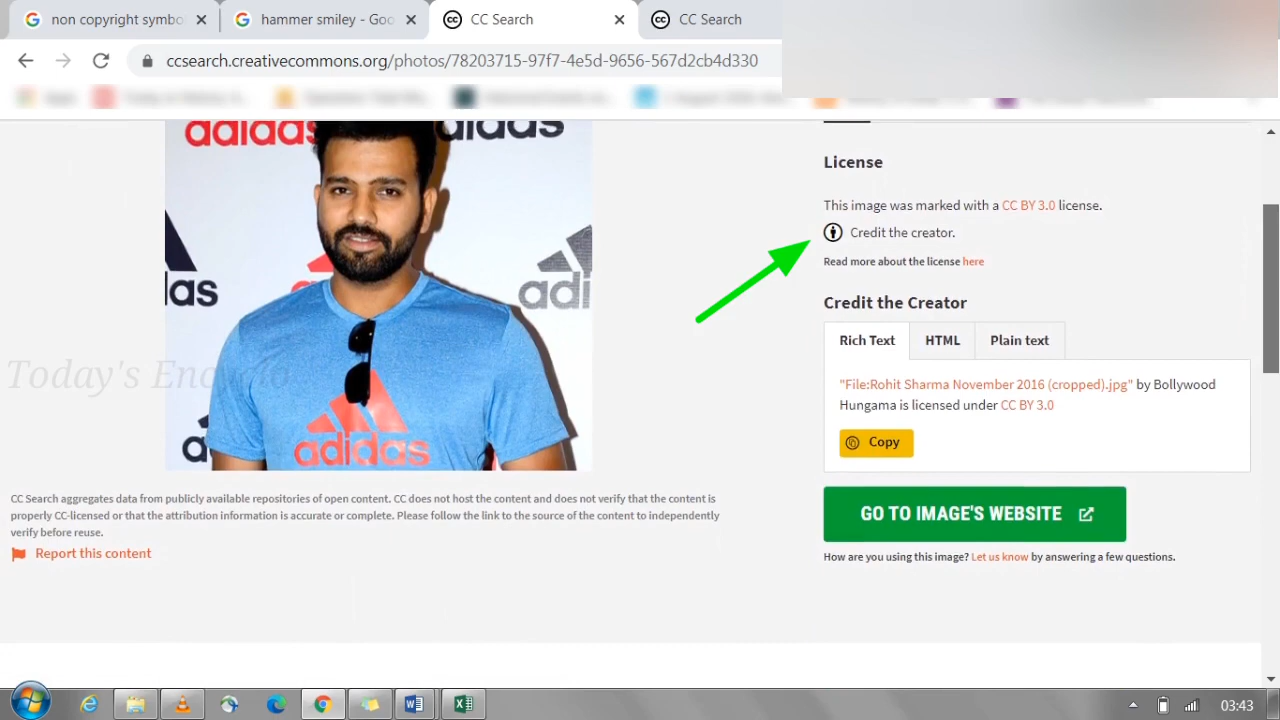 non copyright symbo
hammer smiley - Goo
CC Search
CC Search
ccsearch.creativecommons.org/photos/78203715-97f7-4e5d-9656-567d2cb4d330
adidas
adidas
License
This image was marked with a CC BY 3.0 license.
Credit the creator.
Read more about the license here
das
adi
Credit the Creator
Rich Text HTML Plain text
Today's Encyclo
"File:Rohit Sharma November 2016 (cropped).jpg" by Bollywood
Hungama is licensed under CC BY 3.0
adidas
Copy
CC Search aggregates data from publicly available repositories of open content. CC does not host the content and does not verify that the content is
properly CC-licensed or that the attribution information is accurate or complete. Please follow the link to the source of the content to independently
verify before reuse.
Report this content
GO TO IMAGE'S WEBSITE
How are you using this image? Let us know by answering a few questions.
03:43